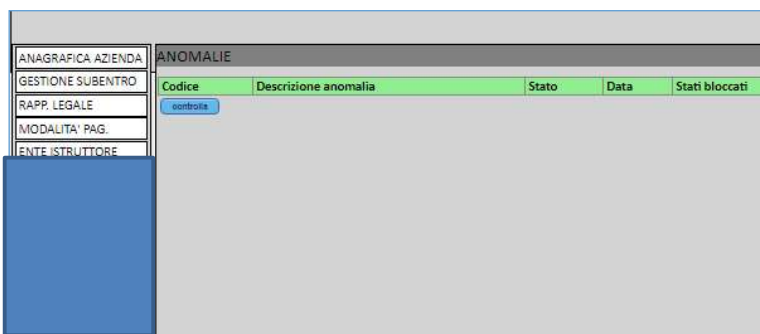 ANAGRAFICA AZIENDA
GESTIONE SUBENTRO
RAPP. LEGALE
MODALITA' PAG.
ENTE ISTRUTTORE
ANOMALIE
Codice Descrizione anomalia Stato Data Stati bloccati
controlla